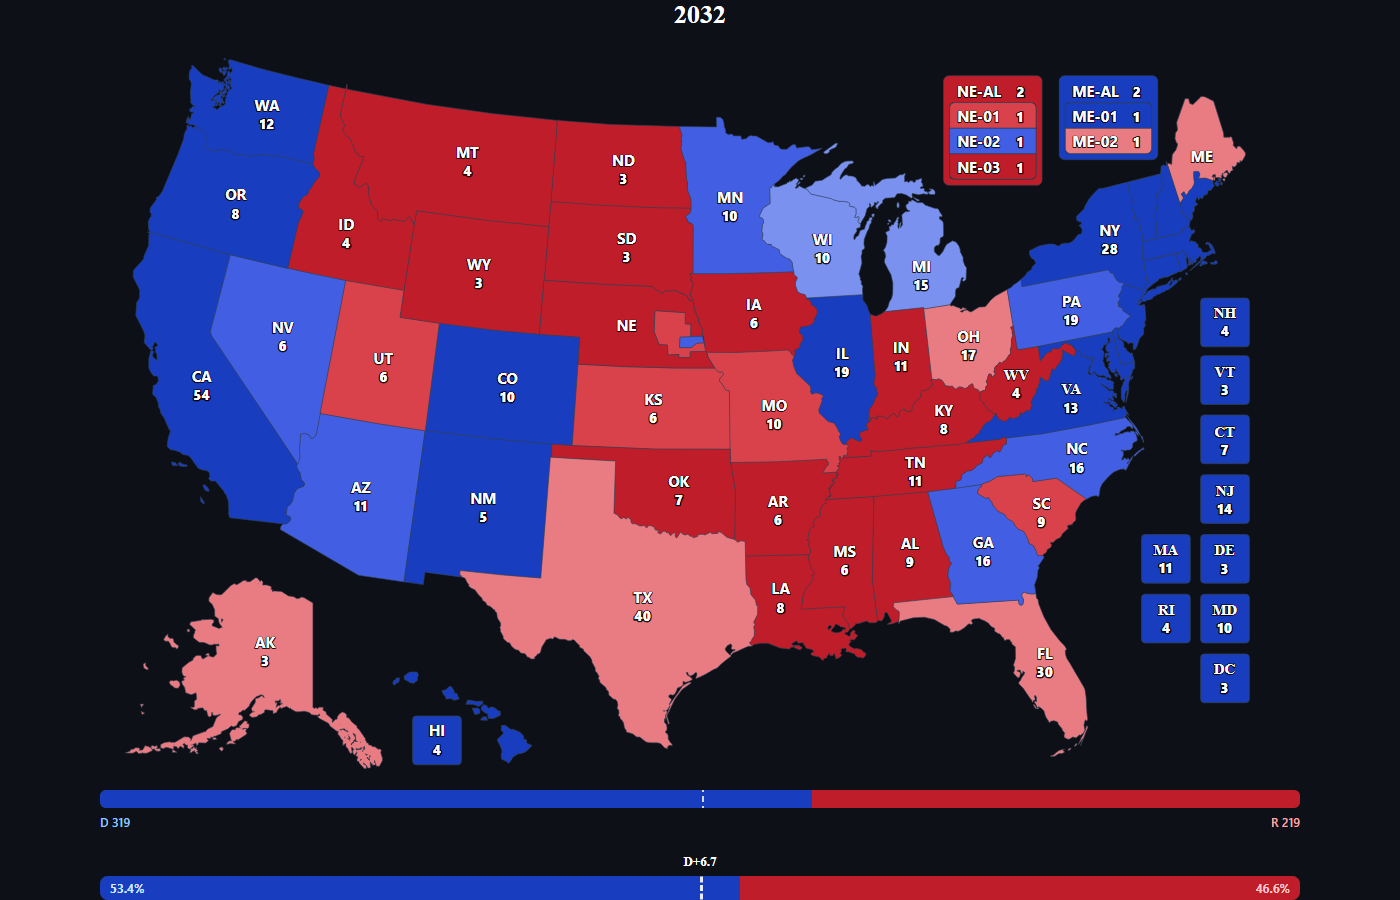 2032
WA
12
OR
8
CA
54
NV
6
ID
4
MT
4
WY
3
UT
6
AZ
11
CO
10
NM
5
ND
3
SD
3
NE
KS
6
OK
7
TX
40
MN
10
IA
6
MO
10
AR
6
LA
8
WI
10
IL
19
MI
15
IN
11
OH
17
KY
8
TN
11
MS
6
AL
9
GA
16
FL
30
SC
9
NC
16
VA
13
WV
4
PA
19
NY
28
ME
AK
3
HI
4
NE-AL 2
NE-01 1
NE-02 1
NE-03 1
ME-AL 2
ME-01 1
ME-02 1
NH
4
VT
3
CT
7
NJ
14
MA
11
DE
3
RI
4
MD
10
DC
3
D 319
R 219
D+6.7
53.4%
46.6%